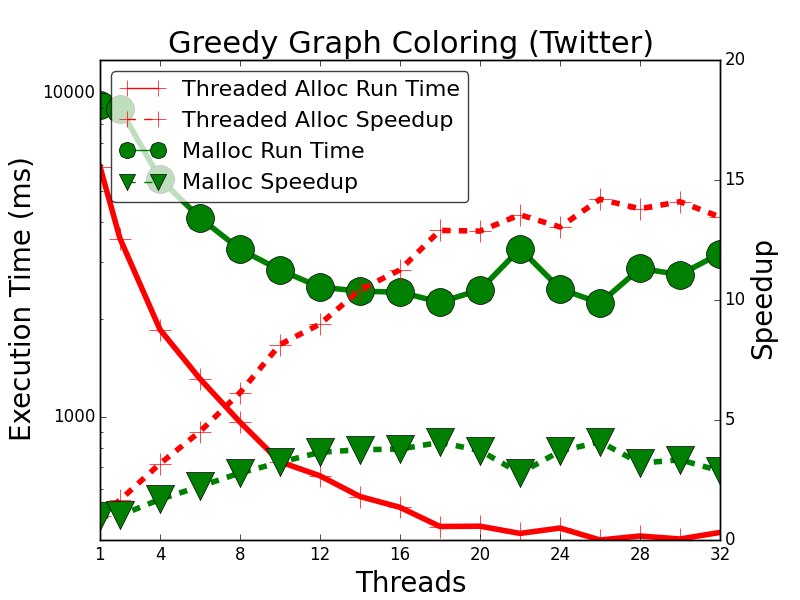 Greedy Graph Coloring (Twitter)
Threaded Alloc Run Time
Threaded Alloc Speedup
Malloc Run Time
Malloc Speedup
Execution Time (ms)
10000
1000
Speedup
20
15
10
5
0
1 4 8 12 16 20 24 28 32
Threads